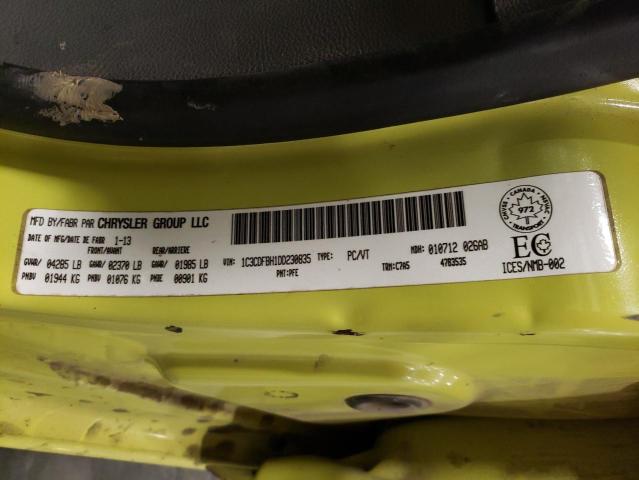 MFD BY/FABR PAR CHRYSLER GROUP LLC
DATE OF MFG/DATE DE FABR 1-13
FRONT/AVANT REAR/ARRIERE
GVWR/ 04285 LB GAWR/ 02370 LB GAWR/ 01985 LB
PNBV 01944 KG PNBE 01076 KG PNBE 00901 KG
VIN: 1C3CDFBH1DD230835 TYPE: PC/VT MDH: 010712 026AB
PNT:PFE TRM:C7A5 4783535
CANADA
972
TRANSPORT
EC
ICES/NMB-002